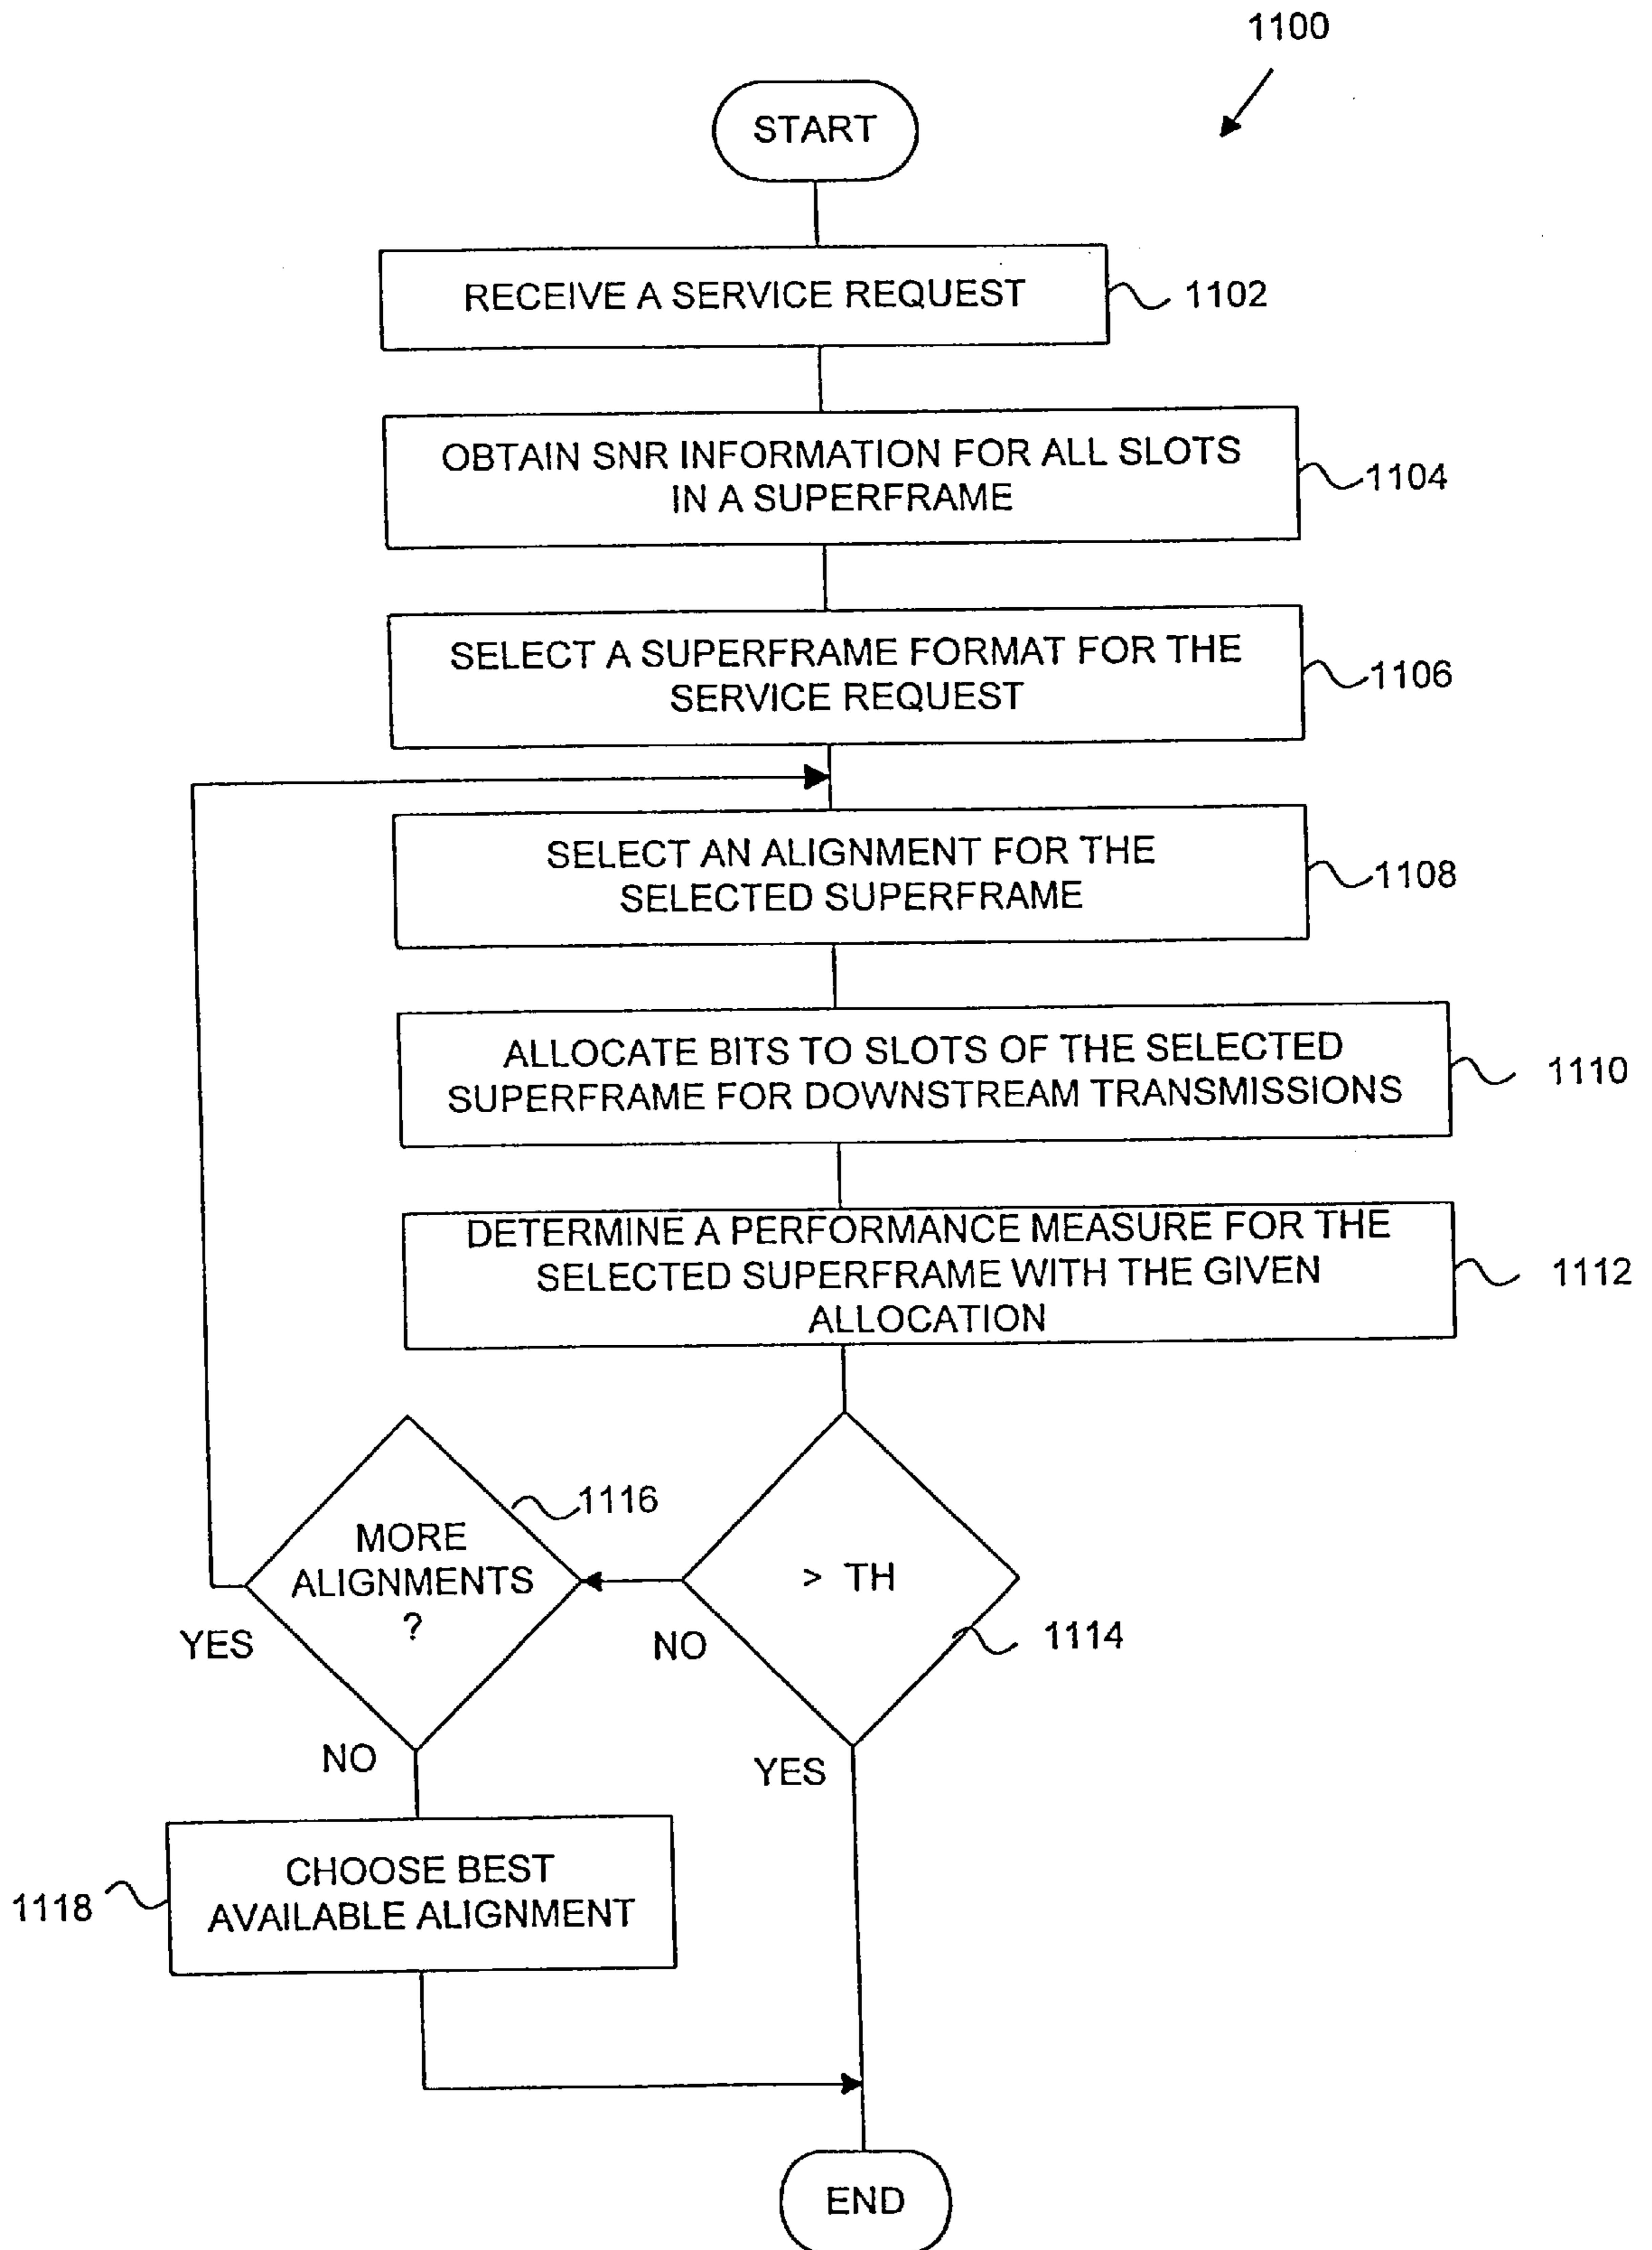 1100
START
RECEIVE A SERVICE REQUEST
1102
OBTAIN SNR INFORMATION FOR ALL SLOTS
IN A SUPERFRAME
1104
SELECT A SUPERFRAME FORMAT FOR THE
SERVICE REQUEST
1106
SELECT AN ALIGNMENT FOR THE
SELECTED SUPERFRAME
1108
ALLOCATE BITS TO SLOTS OF THE SELECTED
SUPERFRAME FOR DOWNSTREAM TRANSMISSIONS
1110
DETERMINE A PERFORMANCE MEASURE FOR THE
SELECTED SUPERFRAME WITH THE GIVEN
ALLOCATION
1112
1116
MORE
ALIGNMENTS
?
> TH
YES
NO
1114
NO
YES
CHOOSE BEST
AVAILABLE ALIGNMENT
1118
END